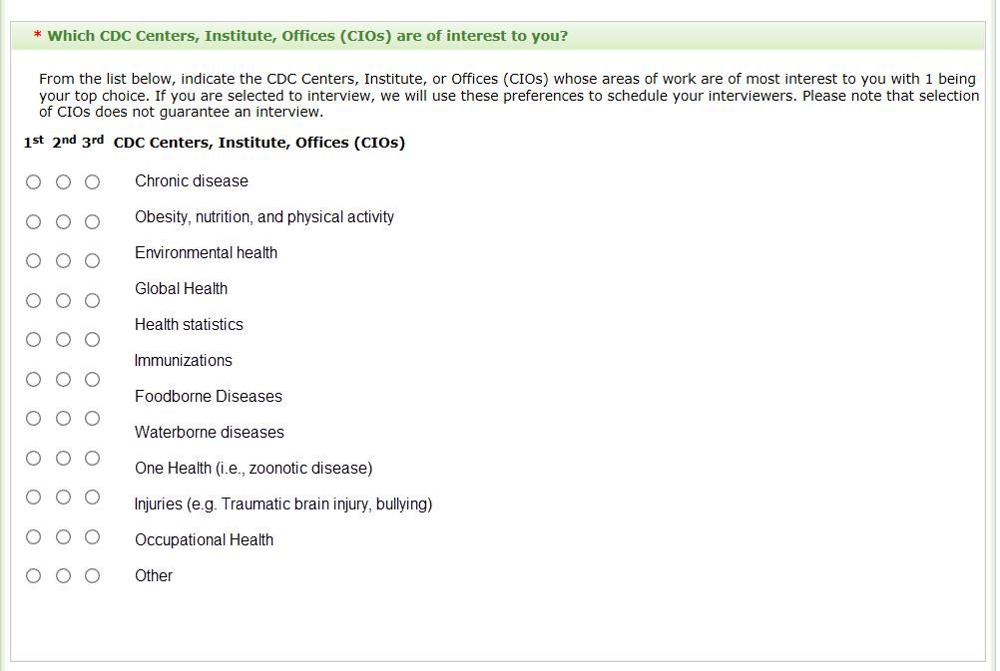 * Which CDC Centers, Institute, Offices (CIOs) are of interest to you?
From the list below, indicate the CDC Centers, Institute, or Offices (CIOs) whose areas of work are of most interest to you with 1 being
your top choice. If you are selected to interview, we will use these preferences to schedule your interviewers. Please note that selection
of CIOs does not guarantee an interview.
1st 2nd 3rd CDC Centers, Institute, Offices (CIOs)
Chronic disease
Obesity, nutrition, and physical activity
Environmental health
Global Health
Health statistics
Immunizations
Foodborne Diseases
Waterborne diseases
One Health (i.e., zoonotic disease)
Injuries (e.g. Traumatic brain injury, bullying)
Occupational Health
Other